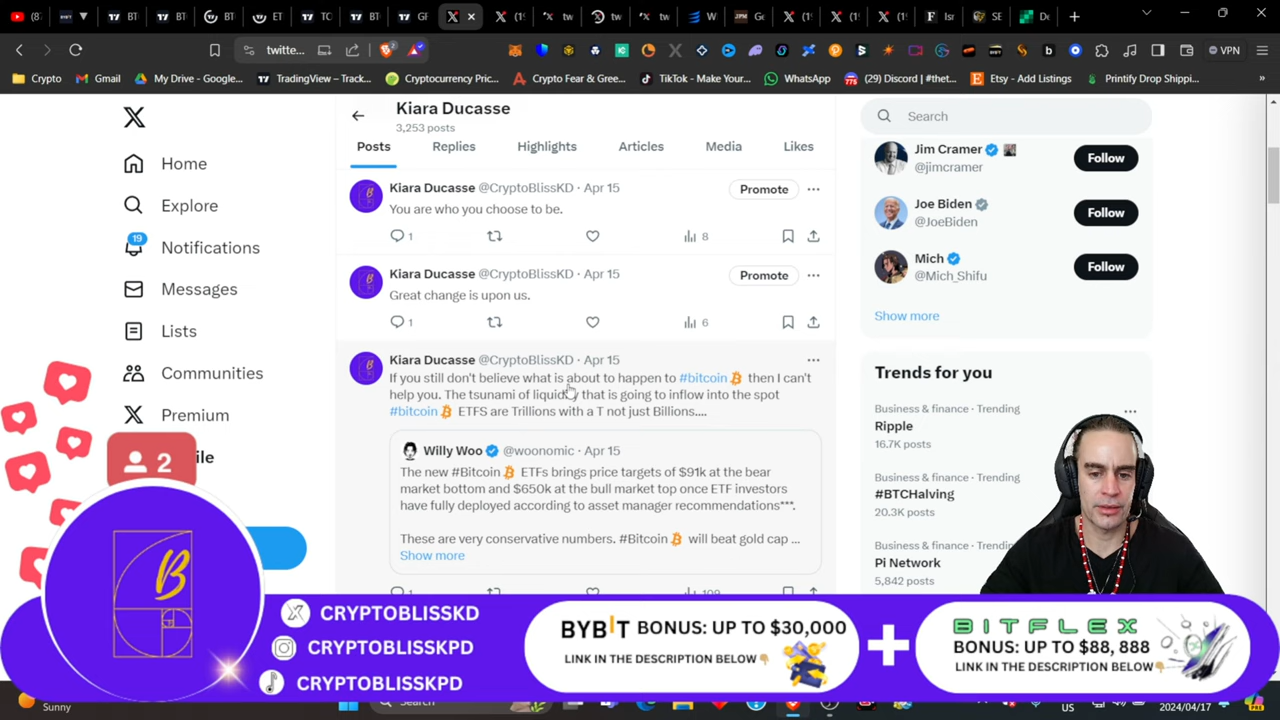 twitte...
VPN
Crypto
Gmail
My Drive - Google...
TradingView – Track...
Cryptocurrency Pric...
Crypto Fear & Gree...
TikTok - Make Your...
WhatsApp
(29) Discord | #thet...
Etsy - Add Listings
Printify Drop Shippi...
Kiara Ducasse
3,253 posts
Posts
Replies
Highlights
Articles
Media
Likes
Home
Explore
19
Notifications
Messages
Lists
Communities
Premium
Kiara Ducasse @CryptoBlissKD · Apr 15
Promote
You are who you choose to be.
1
8
Kiara Ducasse @CryptoBlissKD · Apr 15
Promote
Great change is upon us.
1
6
Kiara Ducasse @CryptoBlissKD · Apr 15
If you still don't believe what is about to happen to #bitcoin then I can't
help you. The tsunami of liquidity that is going to inflow into the spot
#bitcoin ETFS are Trillions with a T not just Billions....
Willy Woo @woonomic · Apr 15
The new #Bitcoin ETFs brings price targets of $91k at the bear
market bottom and $650k at the bull market top once ETF investors
have fully deployed according to asset manager recommendations***.
These are very conservative numbers. #Bitcoin will beat gold cap ...
Show more
Search
Jim Cramer
@jimcramer
Follow
Joe Biden
@JoeBiden
Follow
Mich
@Mich_Shifu
Follow
Show more
Trends for you
Business & finance · Trending
Ripple
16.7K posts
Business & finance · Trending
#BTCHalving
20.3K posts
Business & finance · Trendin
Pi Network
5,842 posts
2
B
CRYPTOBLISSKD
CRYPTOBLISSKPD
CRYPTOBLISSKPD
BYBIT BONUS: UP TO $30,000
LINK IN THE DESCRIPTION BELOW
+
BITFLEX
BONUS: UP TO $88, 888
LINK IN THE DESCRIPTION BELOW
Sunny
Search
US
2024/04/17